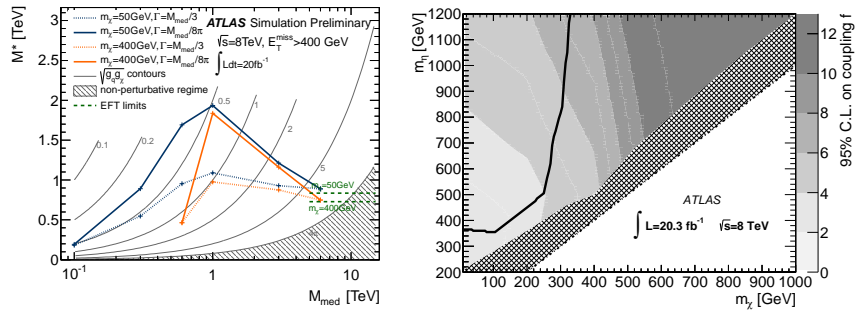 M* [TeV]
3
2.5
2
1.5
1
0.5
0
m_χ=50GeV,Γ=M_med/3
m_χ=50GeV,Γ=M_med/8π
m_χ=400GeV,Γ=M_med/3
m_χ=400GeV,Γ=M_med/8π
√g_q g_χ contours
non-perturbative regime
EFT limits
ATLAS Simulation Preliminary
√s=8TeV, E_T^miss>400 GeV
∫ Ldt=20fb⁻¹
0.1
0.2
0.5
1
2
5
4π
m_χ=50GeV
m_χ=400GeV
10⁻¹
1
10
M_med [TeV]
m_η [GeV]
1200
1100
1000
900
800
700
600
500
400
300
200
ATLAS
∫ L=20.3 fb⁻¹ √s=8 TeV
100 200 300 400 500 600 700 800 900 1000
m_χ [GeV]
12
10
8
6
4
2
0
95% C.L. on coupling f